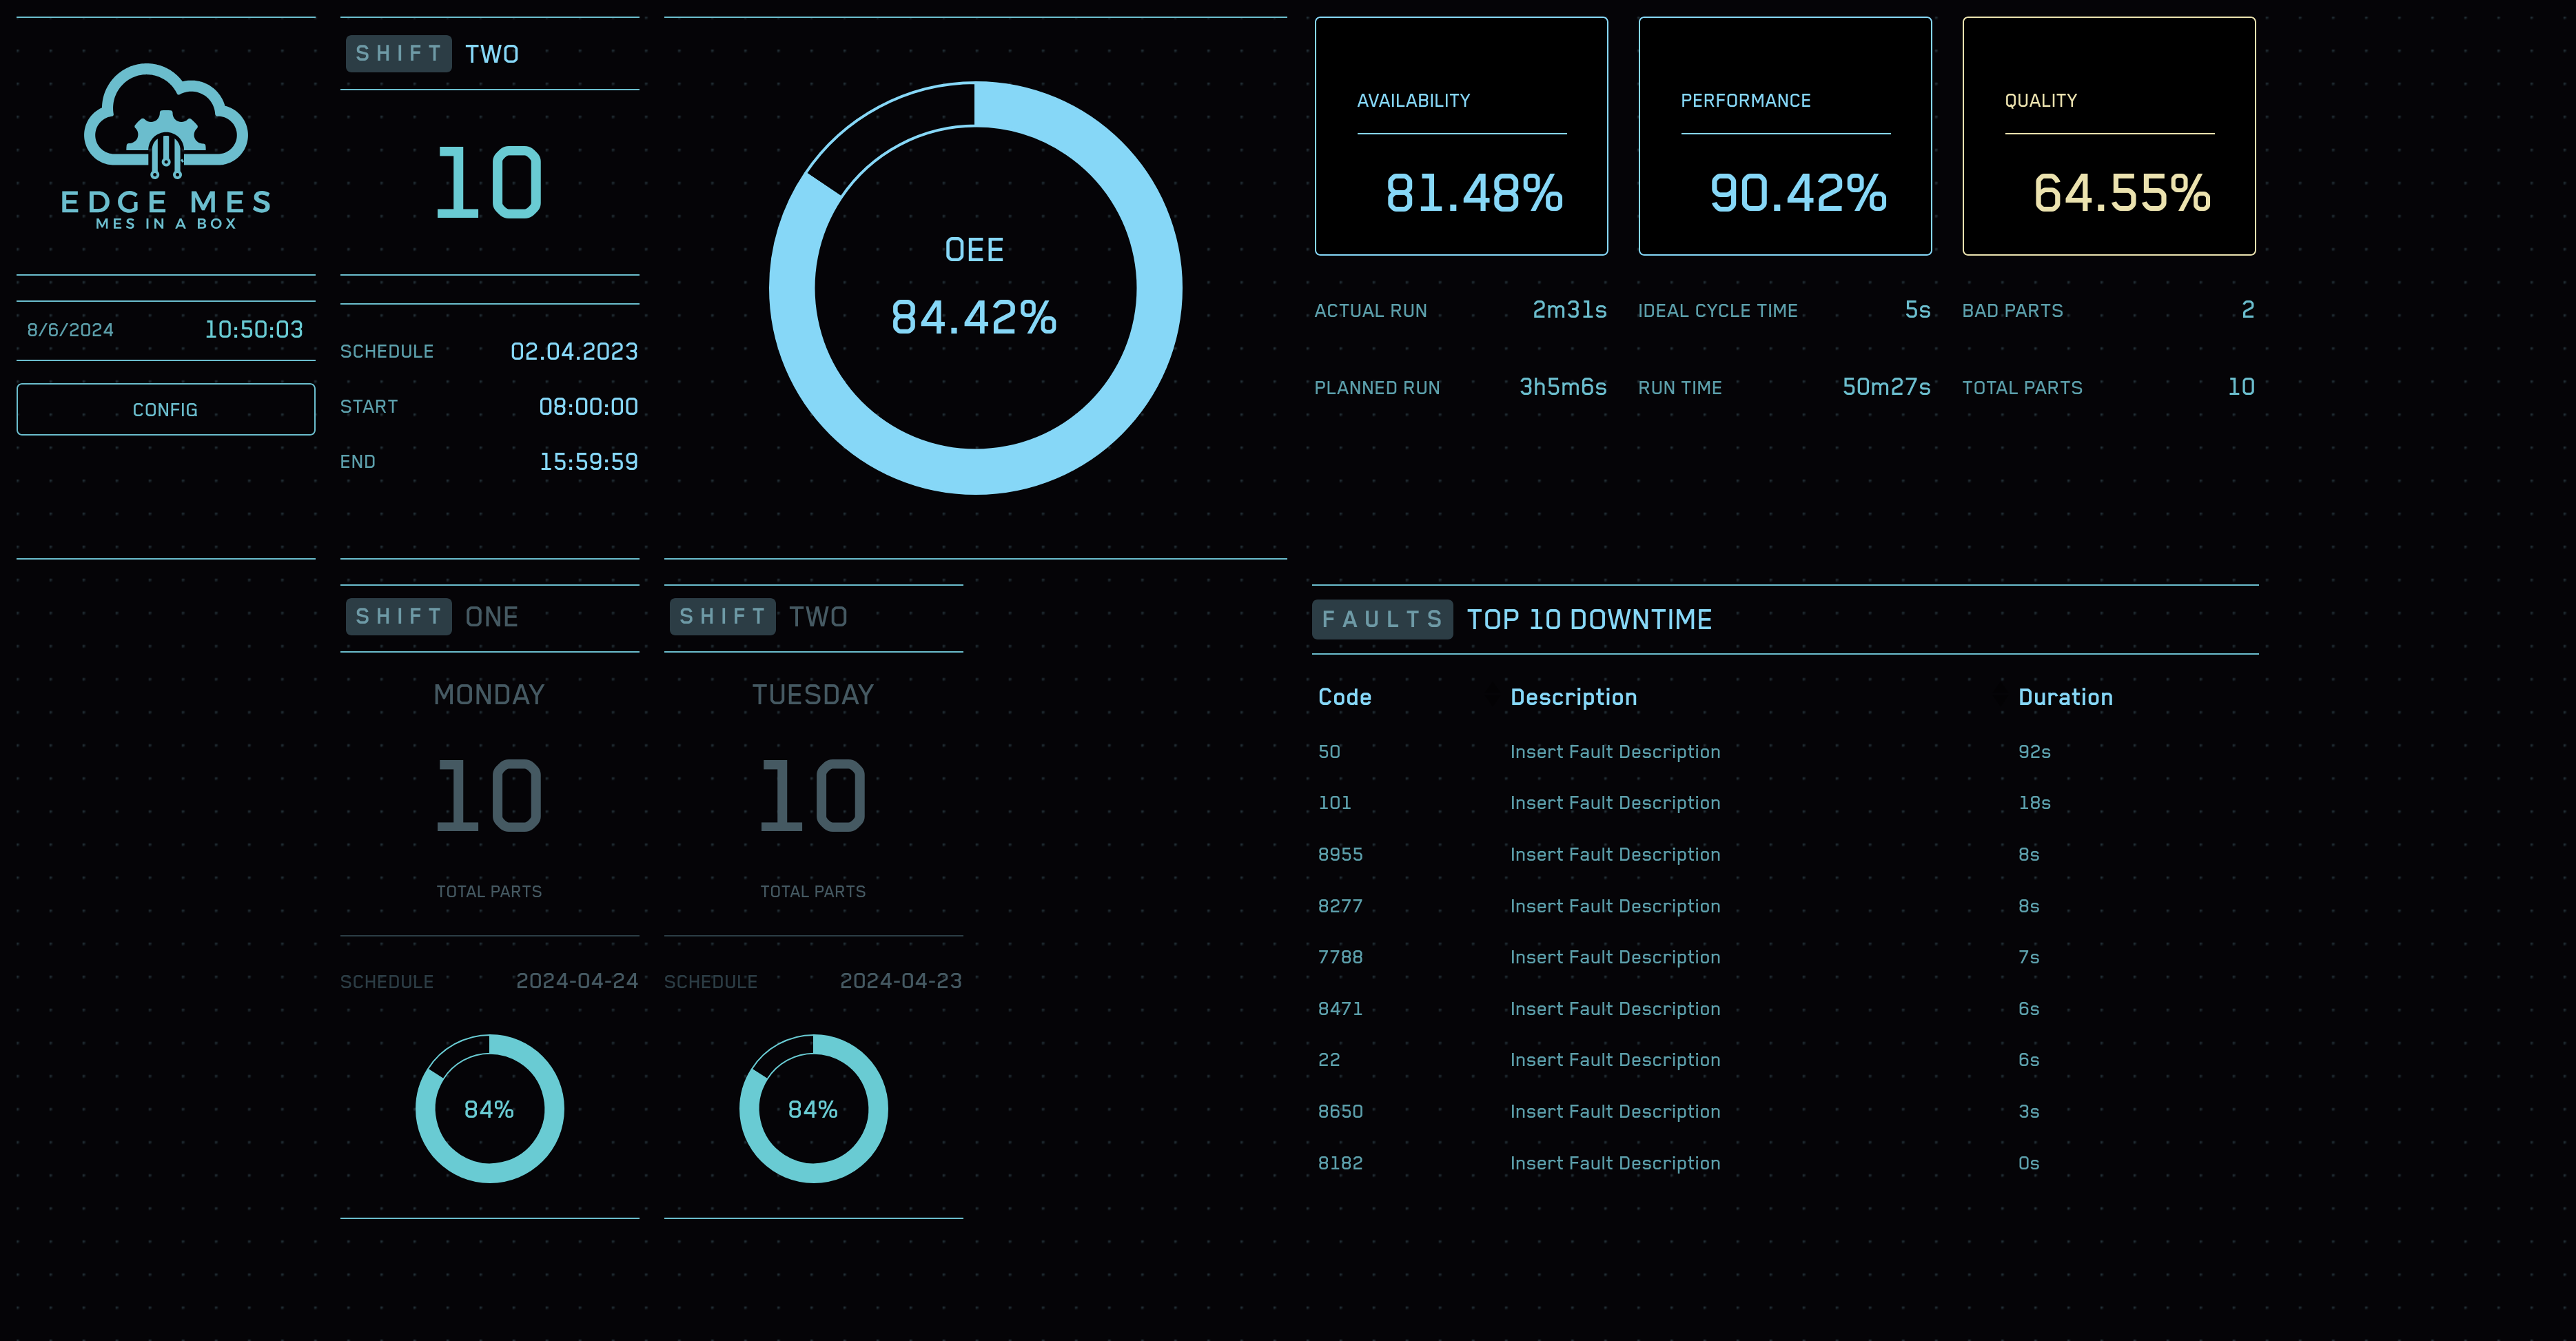 EDGE MES
MES IN A BOX
8/6/2024 10:50:03
CONFIG
SHIFT TWO
10
SCHEDULE 02.04.2023
START 08:00:00
END 15:59:59
OEE
84.42%
AVAILABILITY
81.48%
ACTUAL RUN 2m31s
PLANNED RUN 3h5m6s
PERFORMANCE
90.42%
IDEAL CYCLE TIME 5s
RUN TIME 50m27s
QUALITY
64.55%
BAD PARTS 2
TOTAL PARTS 10
SHIFT ONE
MONDAY
10
TOTAL PARTS
SCHEDULE 2024-04-24
84%
SHIFT TWO
TUESDAY
10
TOTAL PARTS
SCHEDULE 2024-04-23
84%
FAULTS TOP 10 DOWNTIME
Code Description Duration
50 Insert Fault Description 92s
101 Insert Fault Description 18s
8955 Insert Fault Description 8s
8277 Insert Fault Description 8s
7788 Insert Fault Description 7s
8471 Insert Fault Description 6s
22 Insert Fault Description 6s
8650 Insert Fault Description 3s
8182 Insert Fault Description 0s